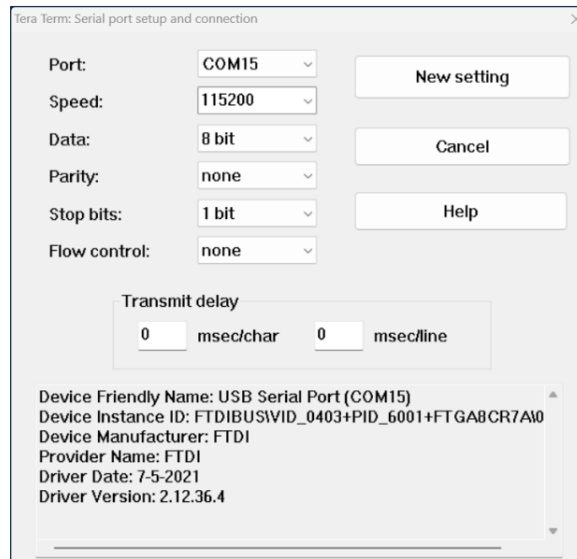 Tera Term: Serial port setup and connection
Port: COM15 New setting
Speed: 115200
Data: 8 bit Cancel
Parity: none
Stop bits: 1 bit Help
Flow control: none
Transmit delay
0 msec/char 0 msec/line
Device Friendly Name: USB Serial Port (COM15)
Device Instance ID: FTDIBUS\VID_0403+PID_6001+FTGA8CR7A\0
Device Manufacturer: FTDI
Provider Name: FTDI
Driver Date: 7-5-2021
Driver Version: 2.12.36.4